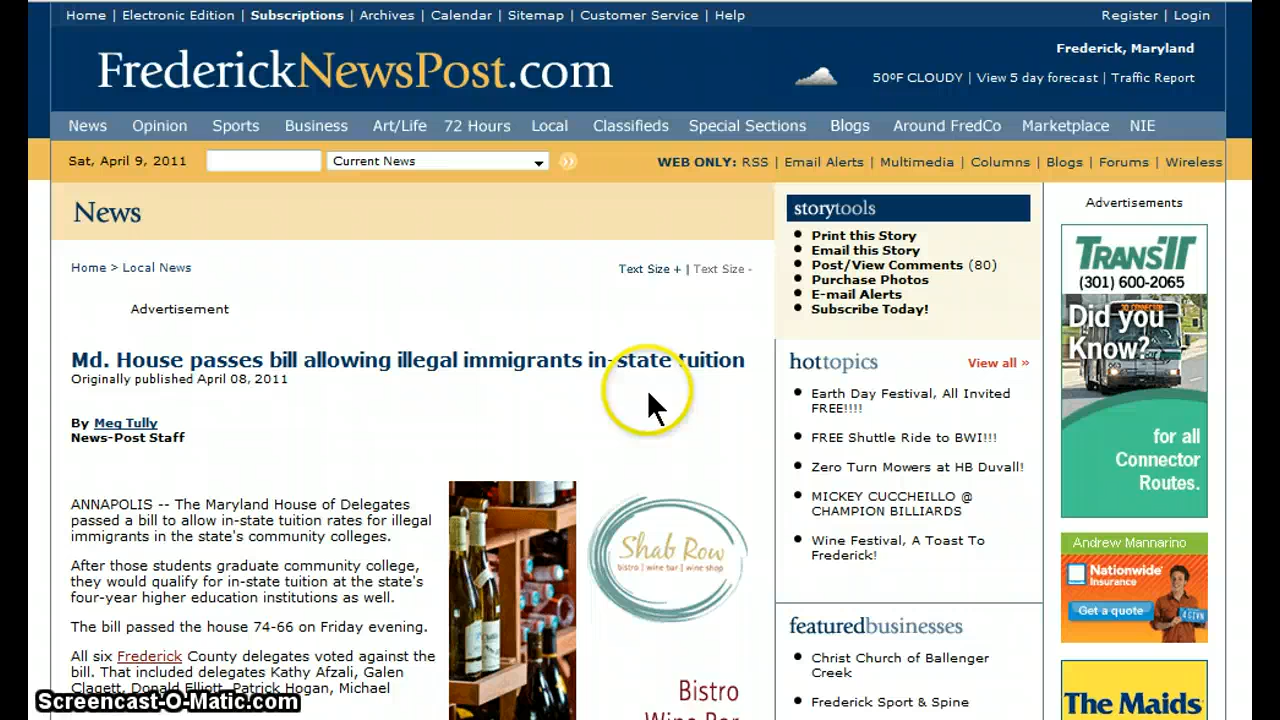 Home | Electronic Edition | Subscriptions | Archives | Calendar | Sitemap | Customer Service | Help
Register | Login
FrederickNewsPost.com
Frederick, Maryland
50ºF CLOUDY | View 5 day forecast | Traffic Report
News Opinion Sports Business Art/Life 72 Hours Local Classifieds Special Sections Blogs Around FredCo Marketplace NIE
Sat, April 9, 2011
Current News
WEB ONLY: RSS | Email Alerts | Multimedia | Columns | Blogs | Forums | Wireless
News
Home > Local News
Text Size + | Text Size -
Advertisement
Md. House passes bill allowing illegal immigrants in-state tuition
Originally published April 08, 2011
By Meg Tully
News-Post Staff
ANNAPOLIS -- The Maryland House of Delegates
passed a bill to allow in-state tuition rates for illegal
immigrants in the state's community colleges.
After those students graduate community college,
they would qualify for in-state tuition at the state's
four-year higher education institutions as well.
The bill passed the house 74-66 on Friday evening.
All six Frederick County delegates voted against the
bill. That included delegates Kathy Afzali, Galen
Clagett, Donald Elliott, Patrick Hogan, Michael
Screencast-O-Matic.com
Shab Row
bistro | wine bar | wine shop
Bistro
Wine Bar
storytools
Print this Story
Email this Story
Post/View Comments (80)
Purchase Photos
E-mail Alerts
Subscribe Today!
hottopics
View all »
Earth Day Festival, All Invited
FREE!!!!
FREE Shuttle Ride to BWI!!!
Zero Turn Mowers at HB Duvall!
MICKEY CUCCHEILLO @
CHAMPION BILLIARDS
Wine Festival, A Toast To
Frederick!
featuredbusinesses
Christ Church of Ballenger
Creek
Frederick Sport & Spine
Advertisements
TRANSIT
(301) 600-2065
Did you
Know?
for all
Connector
Routes.
Andrew Mannarino
Nationwide
Insurance
Get a quote
The Maids